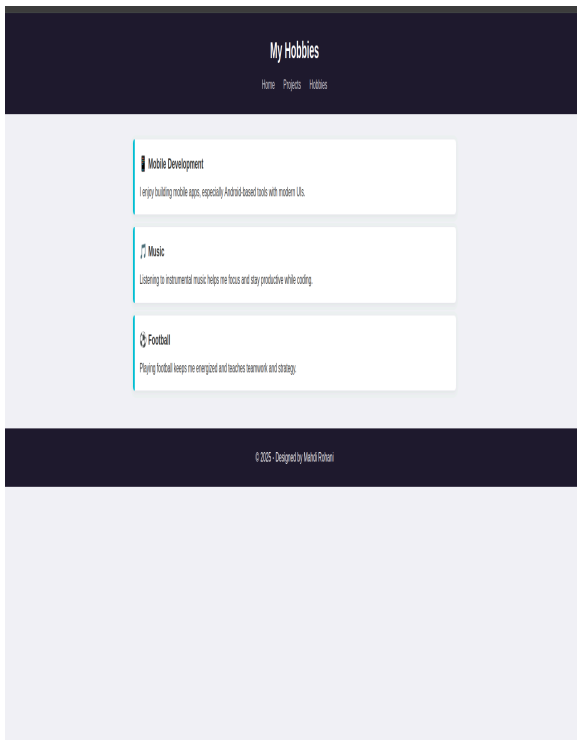 My Hobbies
Home Projects Hobbies
📱 Mobile Development
I enjoy building mobile apps, especially Android-based tools with modern UIs.
🎵 Music
Listening to instrumental music helps me focus and stay productive while coding.
⚽ Football
Playing football keeps me energized and teaches teamwork and strategy.
© 2025 - Designed by Mahdi Rohani